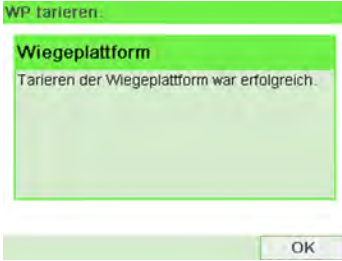 WP tarieren:
Wiegeplattform
Tarieren der Wiegeplattform war erfolgreich.
OK